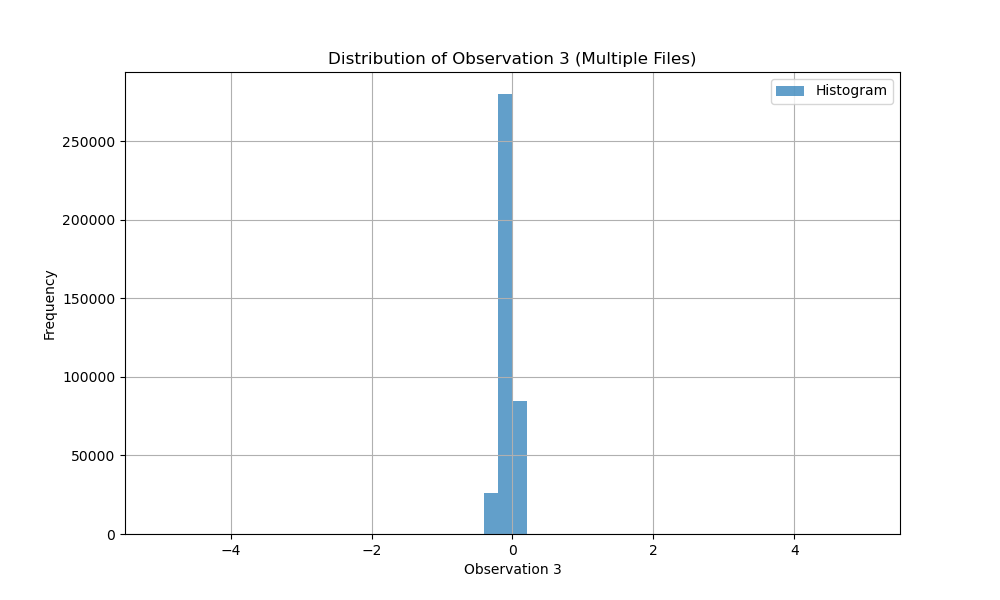 Distribution of Observation 3 (Multiple Files)
Histogram
250000
200000
150000
100000
50000
0
Frequency
−4
−2
0
2
4
Observation 3